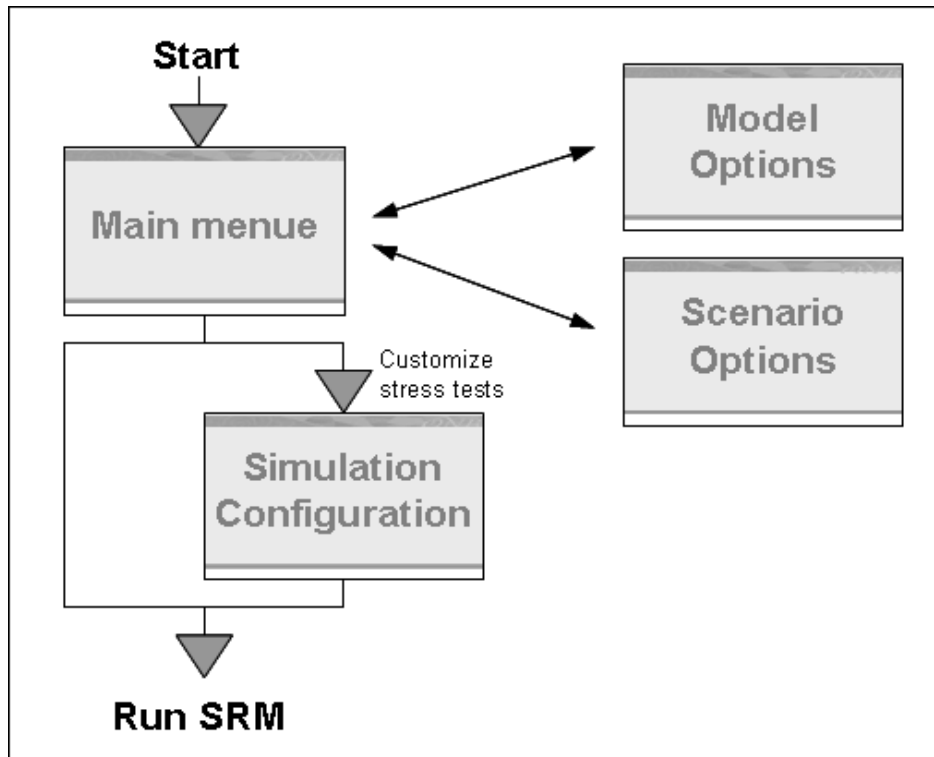 Start
Main menue
Model
Options
Scenario
Options
Customize
stress tests
Simulation
Configuration
Run SRM